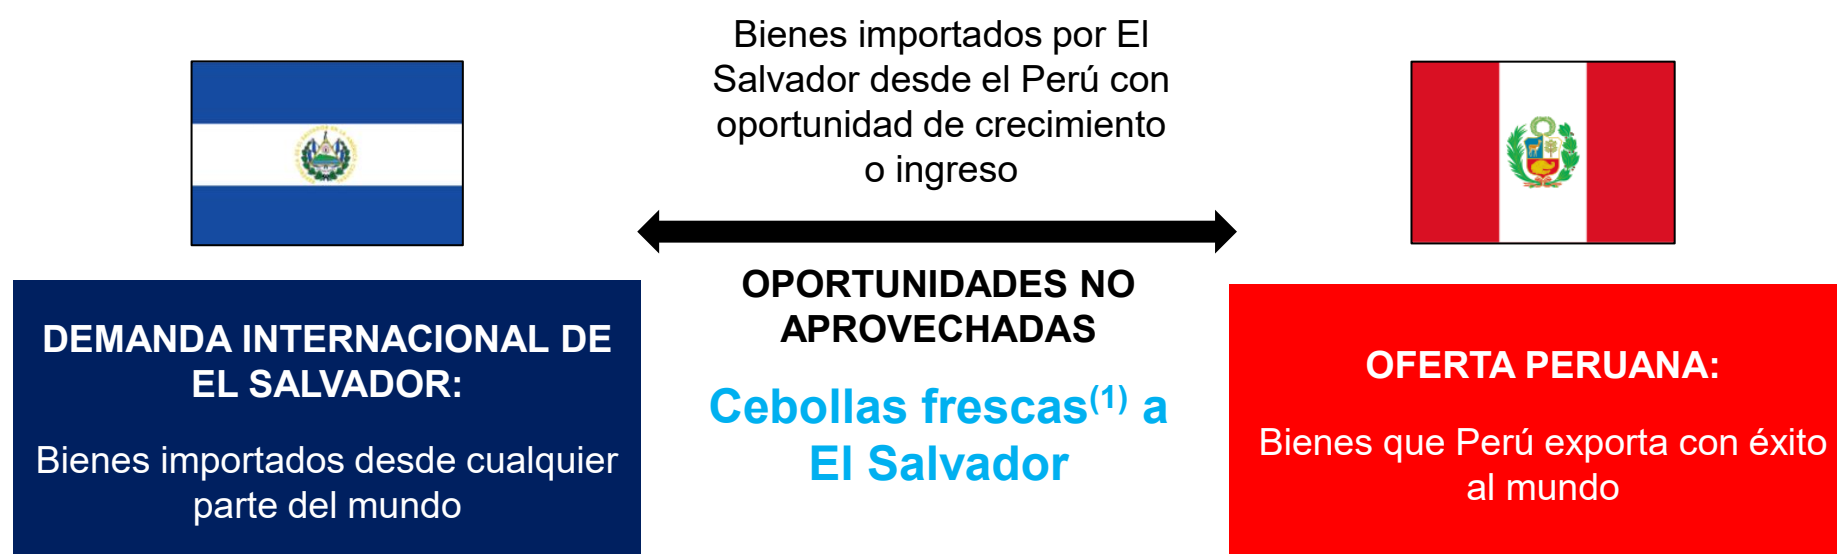 Bienes importados por El
Salvador desde el Perú con
oportunidad de crecimiento
o ingreso
OPORTUNIDADES NO
APROVECHADAS
Cebollas frescas(1) a
El Salvador
DEMANDA INTERNACIONAL DE
EL SALVADOR:
Bienes importados desde cualquier
parte del mundo
OFERTA PERUANA:
Bienes que Perú exporta con éxito
al mundo